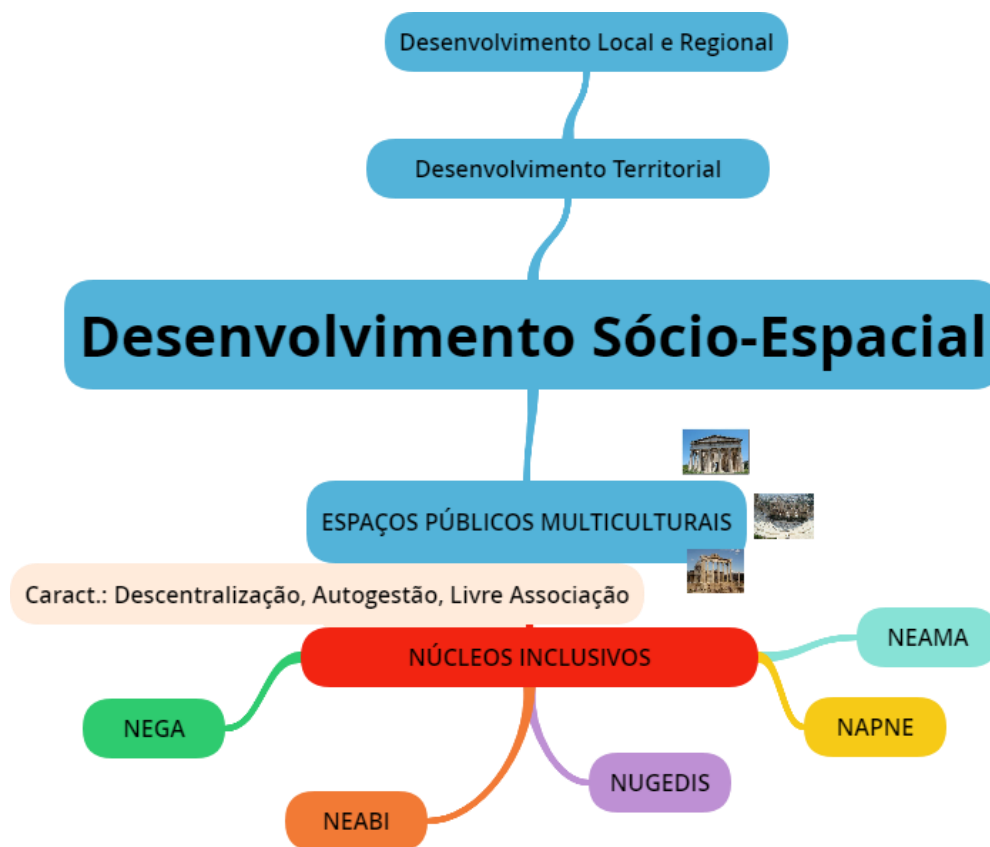 Desenvolvimento Local e Regional
Desenvolvimento Territorial
Desenvolvimento Sócio-Espacial
ESPAÇOS PÚBLICOS MULTICULTURAIS
Caract.: Descentralização, Autogestão, Livre Associação
NÚCLEOS INCLUSIVOS
NEAMA
NEGA
NAPNE
NUGEDIS
NEABI